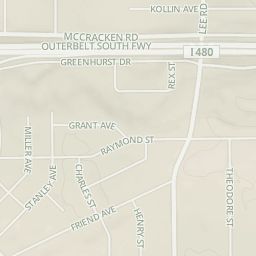 KOLLIN AVE
LEE RD
MCCRACKEN RD
OUTERBELT SOUTH FWY
I 480
GREENHURST DR
REX ST
GRANT AVE
RAYMOND ST
MILLER AVE
STANLEY AVE
CHARLES ST
THEODORE ST
FRIEND AVE
HENRY ST